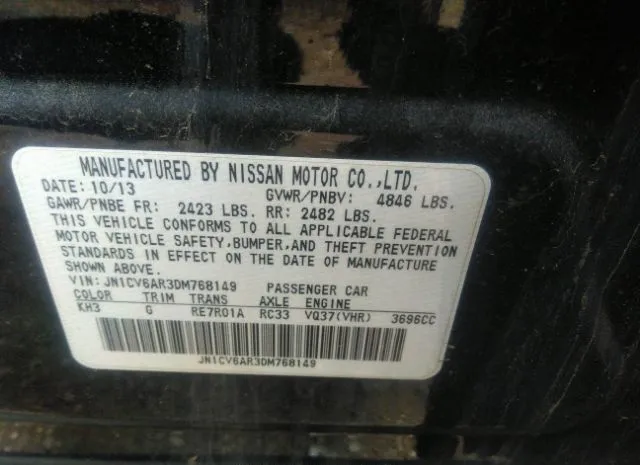 MANUFACTURED BY NISSAN MOTOR CO.,LTD.
DATE: 10/13 GVWR/PNBV: 4846 LBS.
GAWR/PNBE FR: 2423 LBS. RR: 2482 LBS.
THIS VEHICLE CONFORMS TO ALL APPLICABLE FEDERAL
MOTOR VEHICLE SAFETY,BUMPER,AND THEFT PREVENTION
STANDARDS IN EFFECT ON THE DATE OF MANUFACTURE
SHOWN ABOVE.
VIN: JN1CV6AR3DM768149 PASSENGER CAR
COLOR TRIM TRANS AXLE ENGINE
KH3 G RE7R01A RC33 VQ37(VHR) 3696CC
JN1CV6AR3DM768149